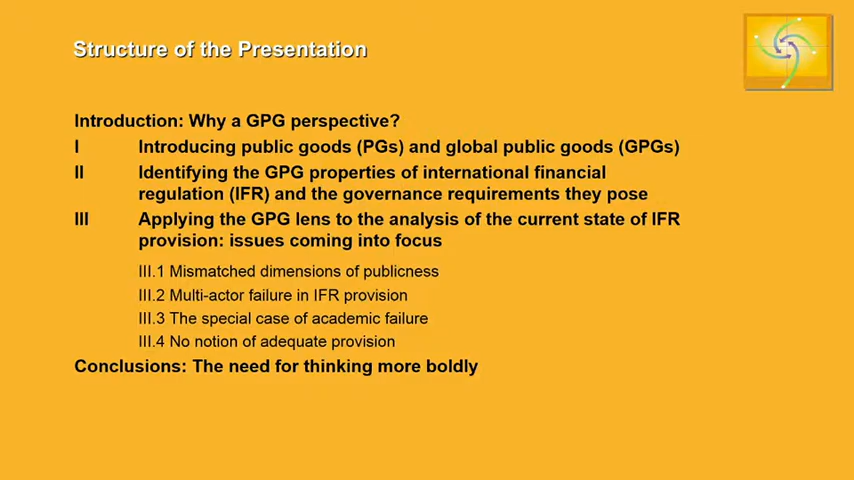 Structure of the Presentation
Introduction: Why a GPG perspective?
I Introducing public goods (PGs) and global public goods (GPGs)
II Identifying the GPG properties of international financial
regulation (IFR) and the governance requirements they pose
III Applying the GPG lens to the analysis of the current state of IFR
provision: issues coming into focus
III.1 Mismatched dimensions of publicness
III.2 Multi-actor failure in IFR provision
III.3 The special case of academic failure
III.4 No notion of adequate provision
Conclusions: The need for thinking more boldly